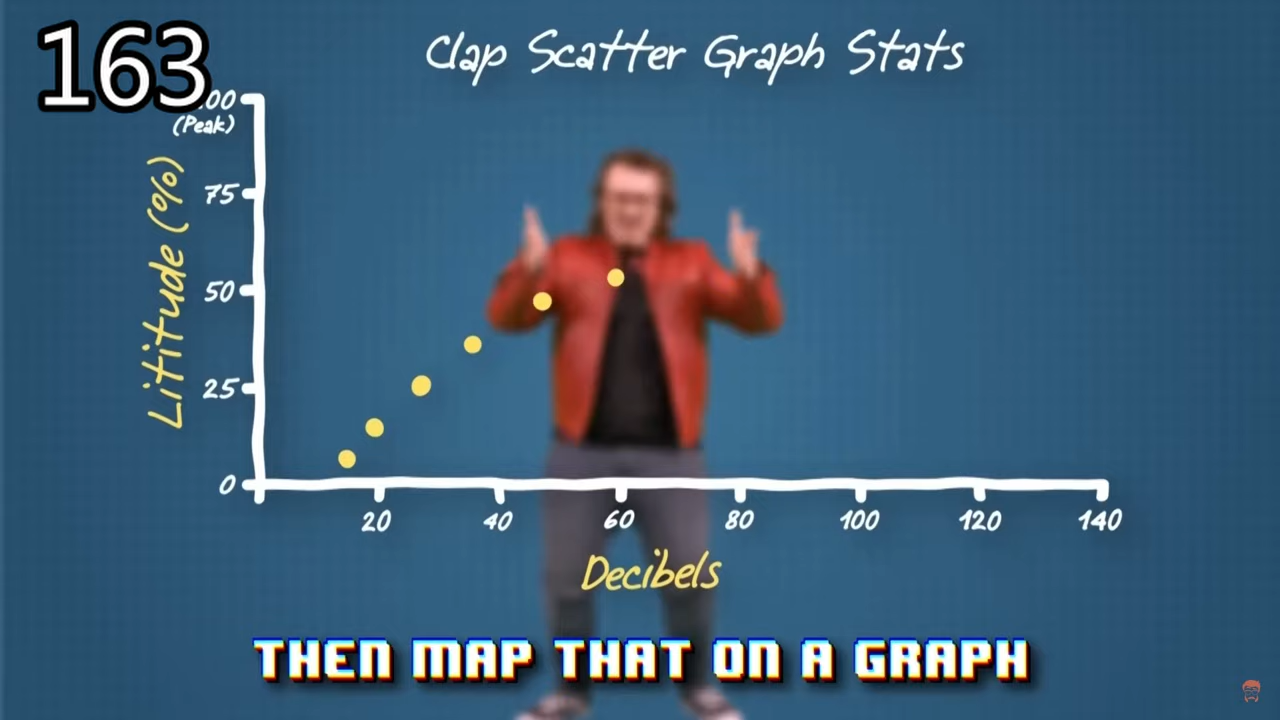 163
Clap Scatter Graph Stats
100
(Peak)
75
50
25
0
Lititude (%)
20 40 60 80 100 120 140
Decibels
THEN MAP THAT ON A GRAPH